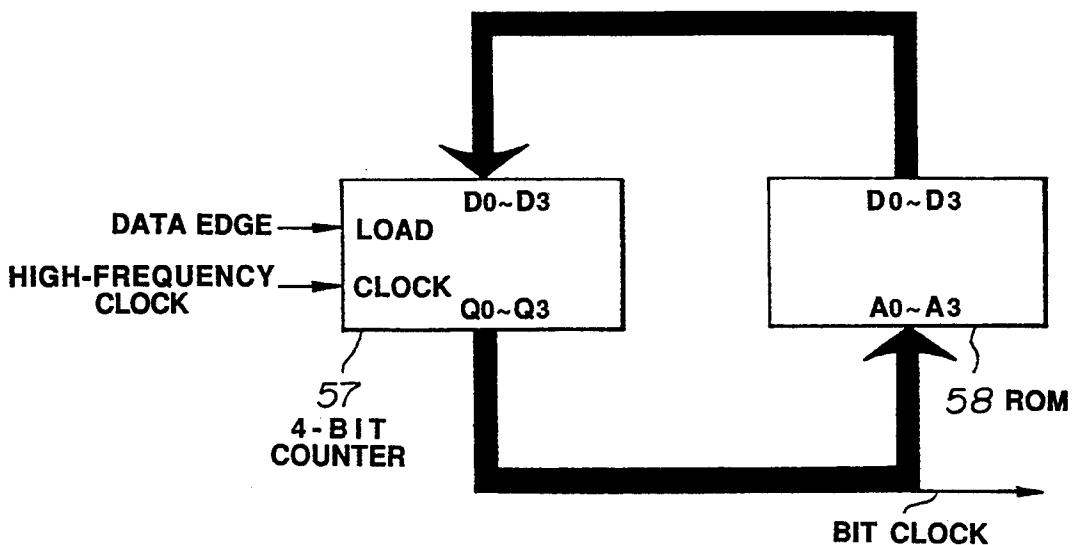 D0~D3
DATA EDGE
LOAD
HIGH-FREQUENCY
CLOCK
CLOCK
Q0~Q3
57
4-BIT
COUNTER
D0~D3
A0~A3
58 ROM
BIT CLOCK